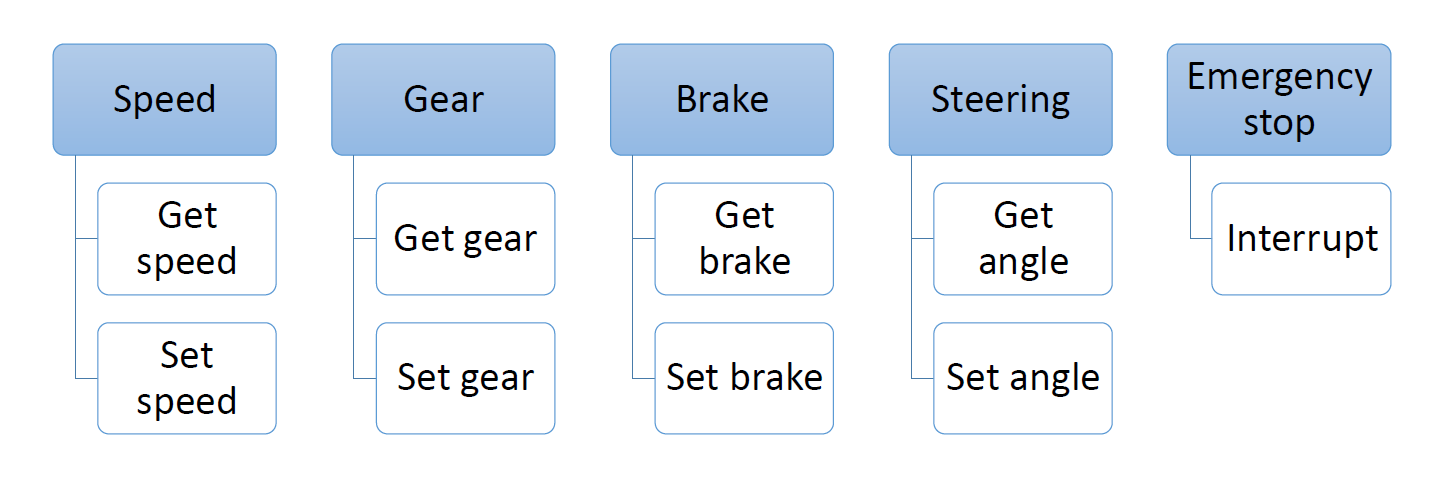 Speed
Get
speed
Set
speed
Gear
Get gear
Set gear
Brake
Get
brake
Set brake
Steering
Get
angle
Set angle
Emergency
stop
Interrupt